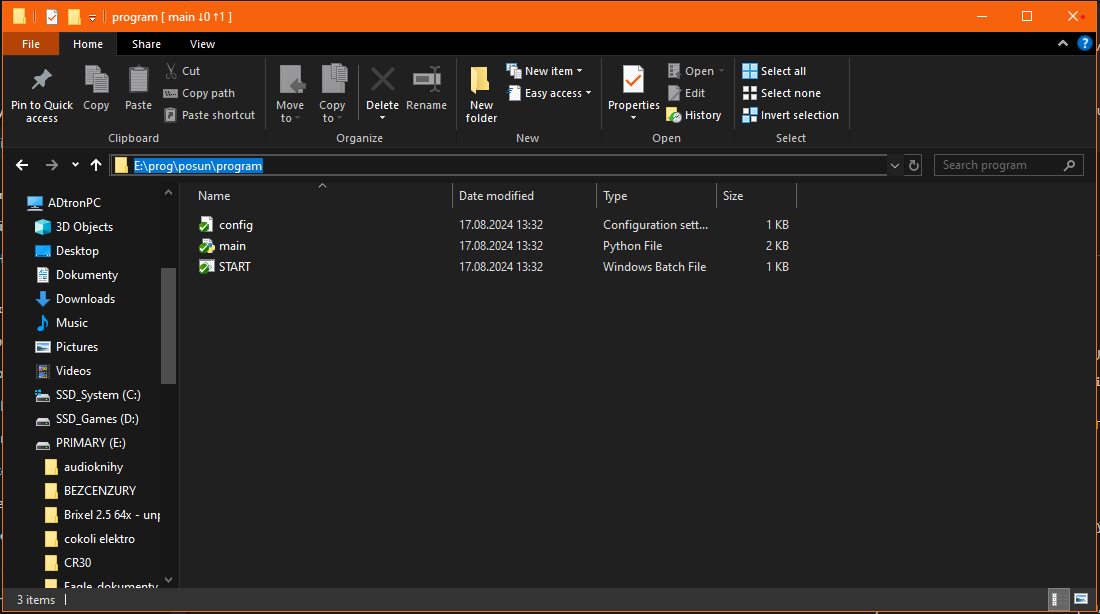 program [ main ↓0 ↑1 ]
File Home Share View
Pin to Quick access
Copy
Paste
Cut
Copy path
Paste shortcut
Clipboard
Move to
Copy to
Delete
Rename
Organize
New folder
New item
Easy access
New
Properties
Open
Edit
History
Open
Select all
Select none
Invert selection
Select
E:\prog\posun\program
Search program
ADtronPC
3D Objects
Desktop
Dokumenty
Downloads
Music
Pictures
Videos
SSD_System (C:)
SSD_Games (D:)
PRIMARY (E:)
audioknihy
BEZCENZURY
Brixel 2.5 64x - unp
cokoli elektro
CR30
Eagle_dokumenty
Name Date modified Type Size
config 17.08.2024 13:32 Configuration sett... 1 KB
main 17.08.2024 13:32 Python File 2 KB
START 17.08.2024 13:32 Windows Batch File 1 KB
3 items